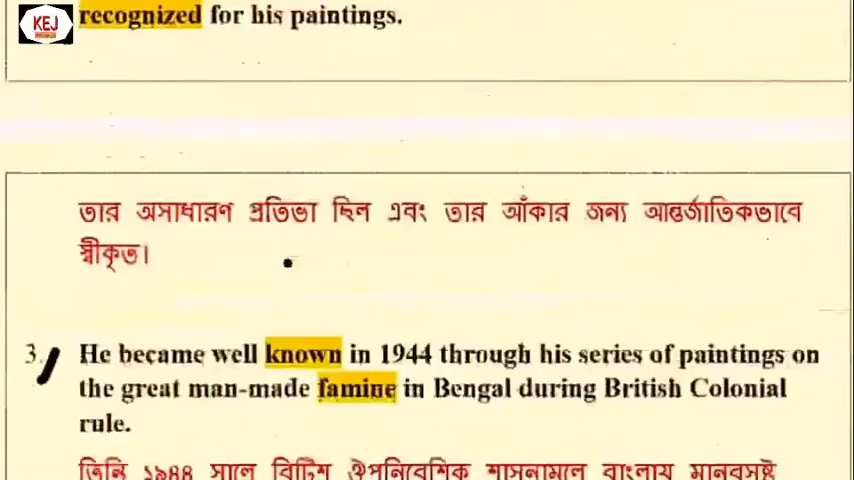 KEJ
recognized for his paintings.
তার অসাধারণ প্রতিভা ছিল এবং তার আঁকার জন্য আন্তর্জাতিকভাবে
স্বীকৃত।
3. He became well known in 1944 through his series of paintings on
the great man-made famine in Bengal during British Colonial
rule.
তিনি ১৯৪৪ সালে ব্রিটিশ ঔপনিবেশিক শাসনামলে বাংলায় মানবসৃষ্ট